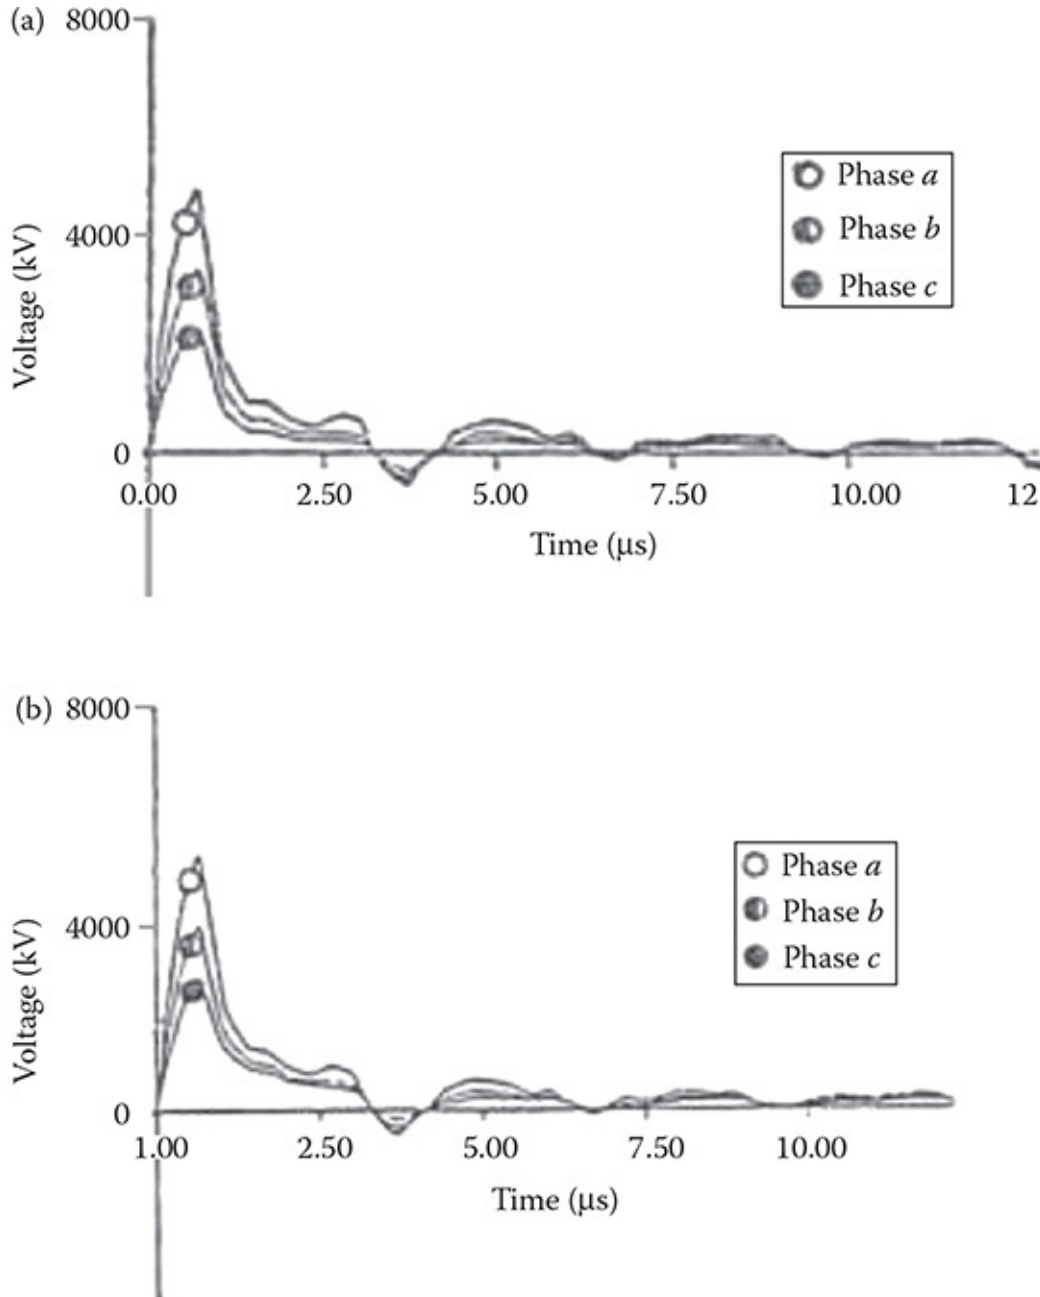 (a)
8000
4000
0
Voltage (kV)
Phase a
Phase b
Phase c
0.00 2.50 5.00 7.50 10.00 12
Time (μs)
(b)
8000
4000
0
Voltage (kV)
Phase a
Phase b
Phase c
1.00 2.50 5.00 7.50 10.00
Time (μs)